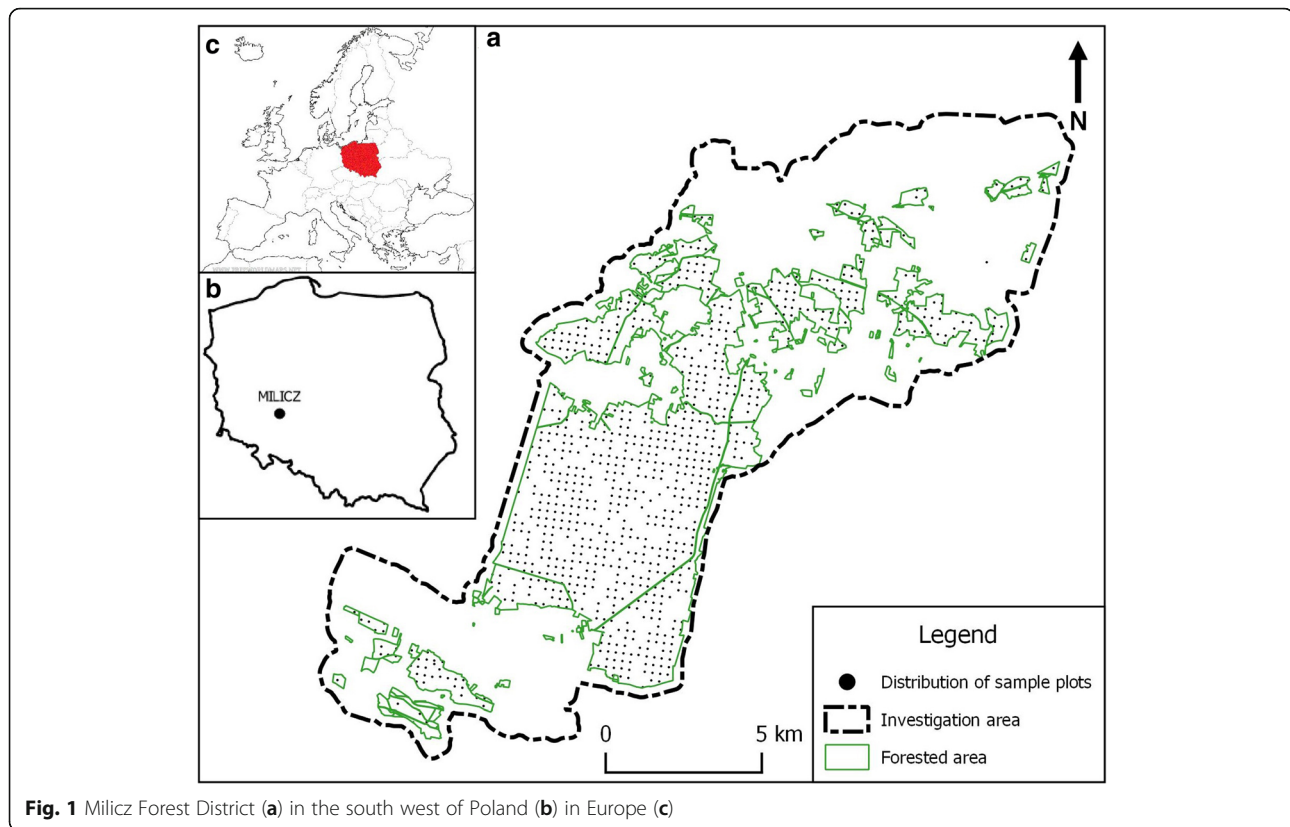 c
a
N
b
MILICZ
Legend
Distribution of sample plots
Investigation area
Forested area
0 5 km
Fig. 1 Milicz Forest District (a) in the south west of Poland (b) in Europe (c)